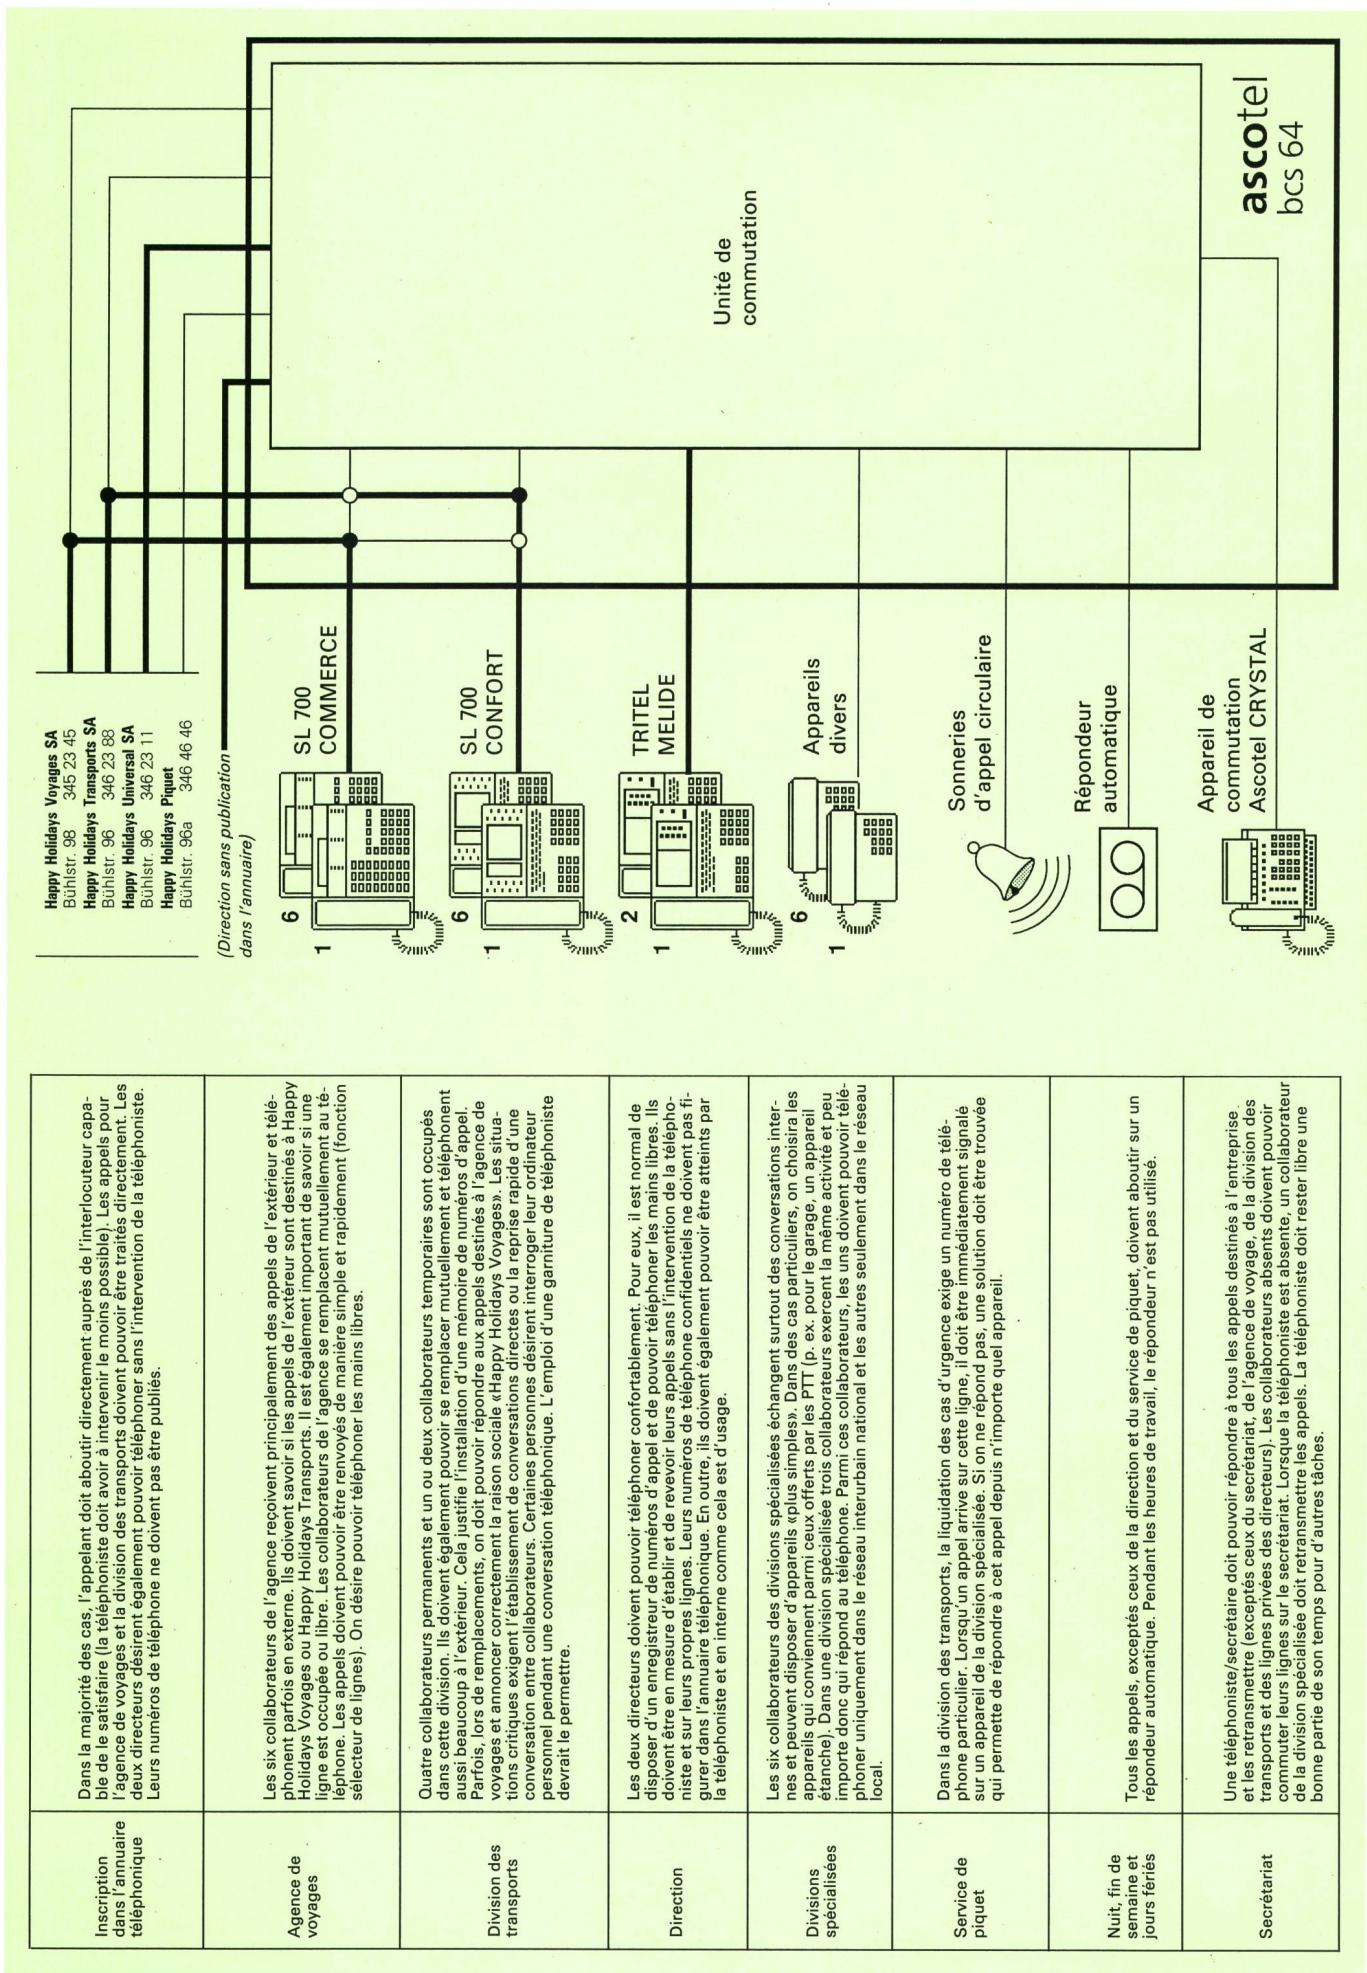 Inscription
dans l'annuaire
téléphonique
Dans la majorité des cas, l'appelant doit aboutir directement auprès de l'interlocuteur capa-
ble de le satisfaire (la téléphoniste doit avoir à intervenir le moins possible). Les appels pour
l'agence de voyages et la division des transports doivent pouvoir être traités directement. Les
deux directeurs désirent également pouvoir téléphoner sans l'intervention de la téléphoniste.
Leurs numéros de téléphone ne doivent pas être publiés.
Agence de
voyages
Les six collaborateurs de l'agence reçoivent principalement des appels de l'extérieur et télé-
phonent parfois en externe. Ils doivent savoir si les appels de l'extéreur sont destinés à Happy
Holidays Voyages ou Happy Holidays Transports. Il est également important de savoir si une
ligne est occupée ou libre. Les collaborateurs de l'agence se remplacent mutuellement au té-
léphone. Les appels doivent pouvoir être renvoyés de manière simple et rapidement (fonction
sélecteur de lignes). On désire pouvoir téléphoner les mains libres.
Division des
transports
Quatre collaborateurs permanents et un ou deux collaborateurs temporaires sont occupés
dans cette division. Ils doivent également pouvoir se remplacer mutuellement et téléphonent
aussi beaucoup à l'extérieur. Cela justifie l'installation d'une mémoire de numéros d'appel.
Parfois, lors de remplacements, on doit pouvoir répondre aux appels destinés à l'agence de
voyages et annoncer correctement la raison sociale «Happy Holidays Voyages». Les situa-
tions critiques exigent l'établissement de conversations directes ou la reprise rapide d'une
conversation entre collaborateurs. Certaines personnes désirent interroger leur ordinateur
personnel pendant une conversation téléphonique. L'emploi d'une garniture de téléphoniste
devrait le permettre.
Direction
Les deux directeurs doivent pouvoir téléphoner confortablement. Pour eux, il est normal de
disposer d'un enregistreur de numéros d'appel et de pouvoir téléphoner les mains libres. Ils
doivent être en mesure d'établir et de revevoir leurs appels sans l'intervention de la télépho-
niste et sur leurs propres lignes. Leurs numéros de téléphone confidentiels ne doivent pas fi-
gurer dans l'annuaire téléphonique. En outre, ils doivent également pouvoir être atteints par
la téléphoniste et en interne comme cela est d'usage.
Divisions
spécialisées
Les six collaborateurs des divisions spécialisées échangent surtout des conversations inter-
nes et peuvent disposer d'appareils «plus simples». Dans des cas particuliers, on choisira les
appareils qui conviennent parmi ceux offerts par les PTT (p. ex. pour le garage, un appareil
étanche). Dans une division spécialisée trois collaborateurs exercent la même activité et peu
importe donc qui répond au téléphone. Parmi ces collaborateurs, les uns doivent pouvoir télé-
phoner uniquement dans le réseau interurbain national et les autres seulement dans le réseau
local.
Service de
piquet
Dans la division des transports, la liquidation des cas d'urgence exige un numéro de télé-
phone particulier. Lorsqu'un appel arrive sur cette ligne, il doit être immédiatement signalé
sur un appareil de la division spécialisée. Si on ne répond pas, une solution doit être trouvée
qui permette de répondre à cet appel depuis n'importe quel appareil.
Nuit, fin de
semaine et
jours fériés
Tous les appels, exceptés ceux de la direction et du service de piquet, doivent aboutir sur un
répondeur automatique. Pendant les heures de travail, le répondeur n'est pas utilisé.
Secrétariat
Une téléphoniste/secrétaire doit pouvoir répondre à tous les appels destinés à l'entreprise
et les retransmettre (exceptés ceux du secrétariat, de l'agence de voyage, de la division des
transports et des lignes privées des directeurs). Les collaborateurs absents doivent pouvoir
commuter leurs lignes sur le secrétariat. Lorsque la téléphoniste est absente, un collaborateur
de la division spécialisée doit retransmettre les appels. La téléphoniste doit rester libre une
bonne partie de son temps pour d'autres tâches.
Happy Holidays Voyages SA
Bühlstr. 98 345 23 45
Happy Holidays Transports SA
Bühlstr. 96 346 23 88
Happy Holidays Universal SA
Bühlstr. 96 346 23 11
Happy Holidays Piquet
Bühlstr. 96a 346 46 46
(Direction sans publication
dans l'annuaire)
6
1
SL 700
COMMERCE
6
1
SL 700
CONFORT
2
1
TRITEL
MELIDE
6
1
Appareils
divers
Sonneries
d'appel circulaire
Répondeur
automatique
Appareil de
commutation
Ascotel CRYSTAL
Unité de
commutation
ascotel
bcs 64